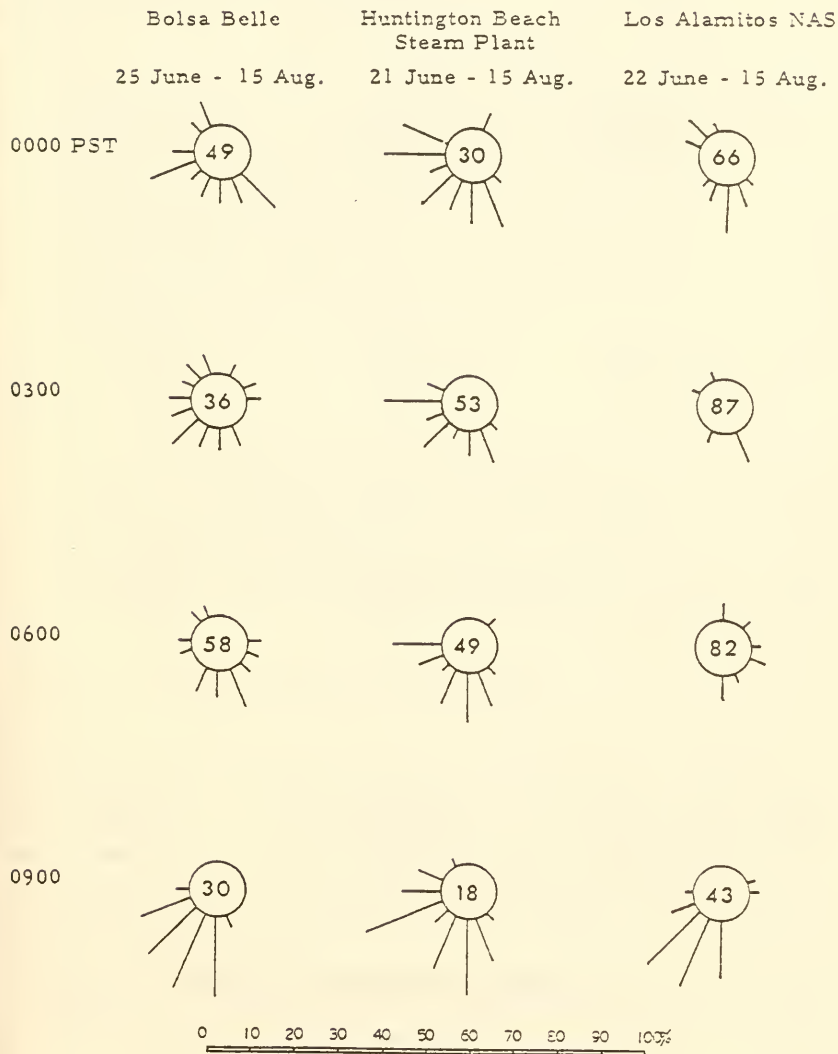 Bolsa Belle Huntington Beach Los Alamitos NAS
Steam Plant
25 June - 15 Aug. 21 June - 15 Aug. 22 June - 15 Aug.
0000 PST 49 30 66
0300 36 53 87
0600 58 49 82
0900 30 18 43
0 10 20 30 40 50 60 70 80 90 100%